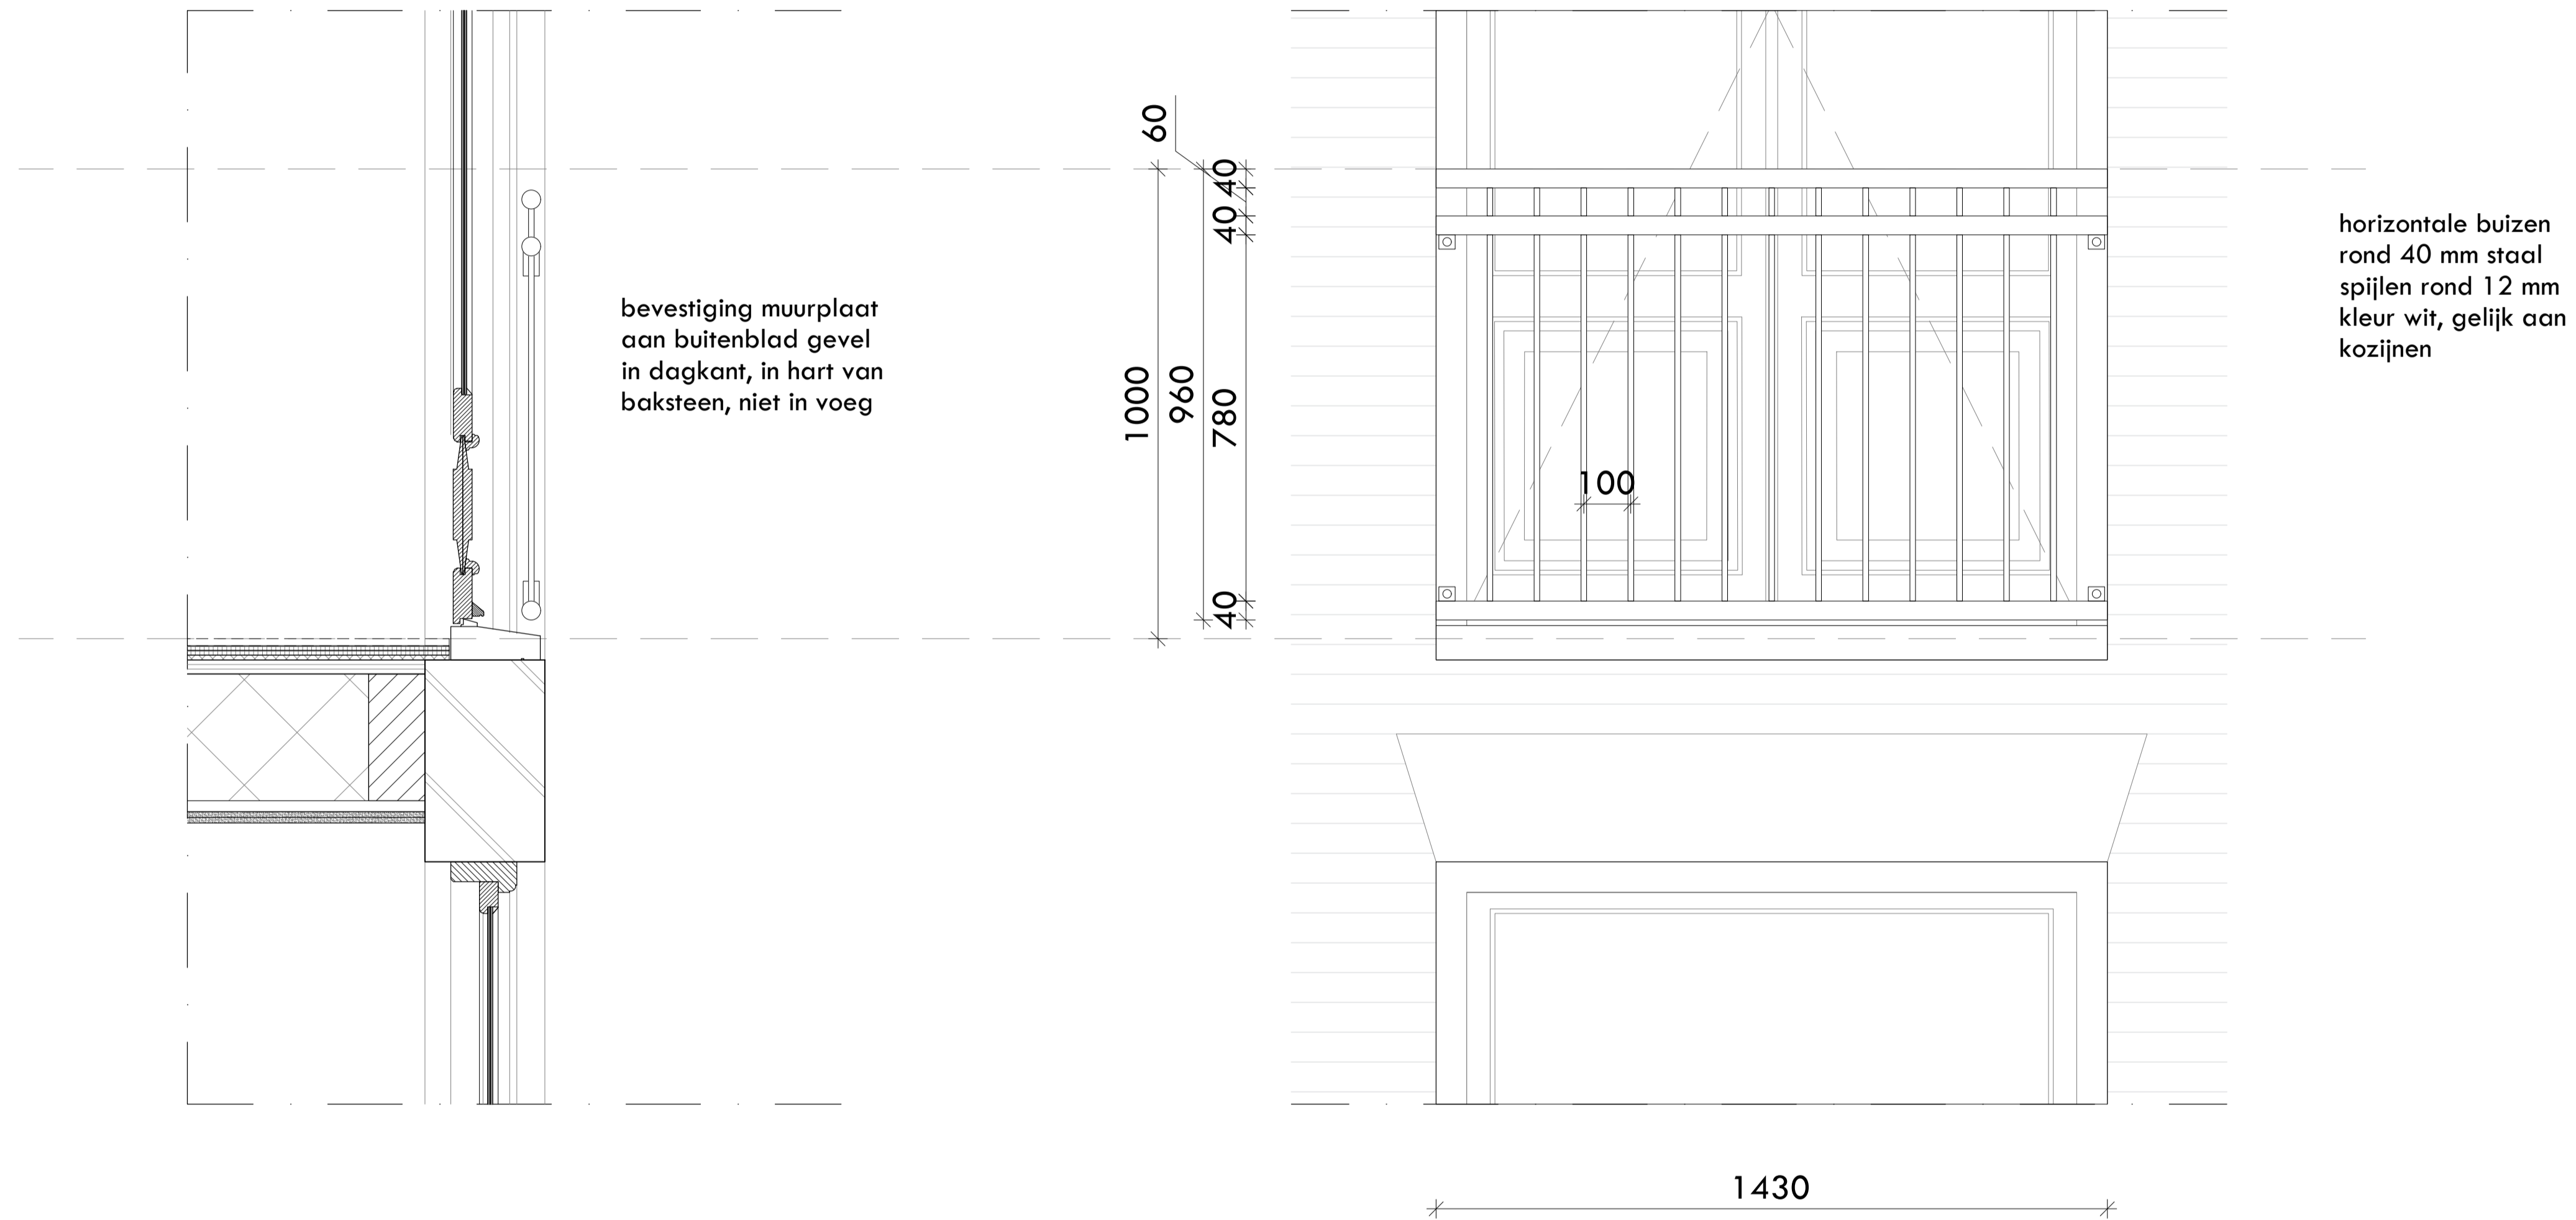 bevestiging muurplaat
aan buitenblad gevel
in dagkant, in hart van
baksteen, niet in voeg
60
40
40
1000
960
780
40
100
horizontale buizen
rond 40 mm staal
spijlen rond 12 mm
kleur wit, gelijk aan
kozijnen
1430